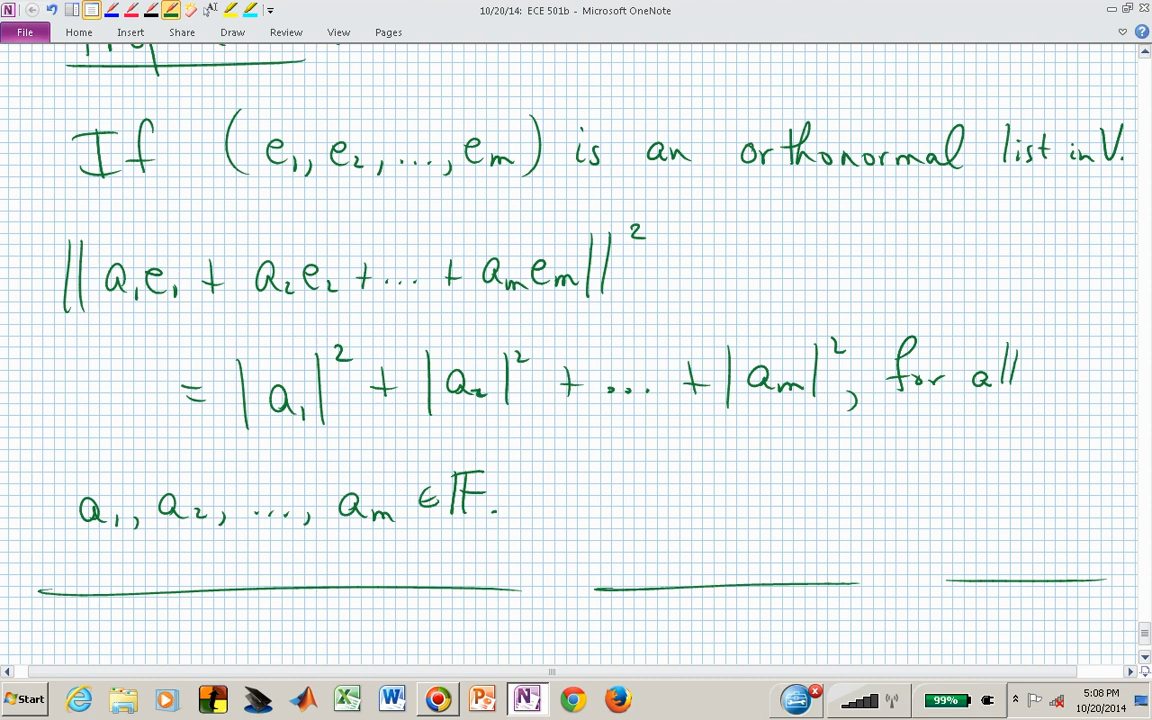 10/20/14: ECE 501b - Microsoft OneNote
File Home Insert Share Draw Review View Pages
If (e₁, e₂, ..., eₘ) is an orthonormal list in V.
||a₁e₁ + a₂e₂ + ... + aₘeₘ||²
= |a₁|² + |a₂|² + ... + |aₘ|², for all
a₁, a₂, ..., aₘ ∈ 𝔽.
Start 99% 5:08 PM
10/20/2014